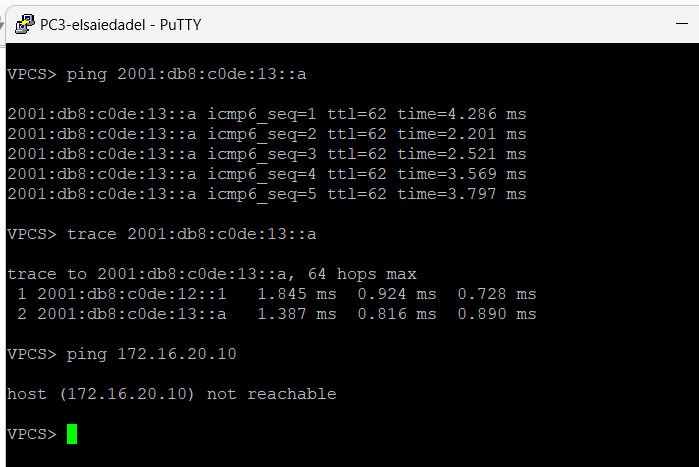 PC3-elsaiedadel - PuTTY
VPCS> ping 2001:db8:c0de:13::a
2001:db8:c0de:13::a icmp6_seq=1 ttl=62 time=4.286 ms
2001:db8:c0de:13::a icmp6_seq=2 ttl=62 time=2.201 ms
2001:db8:c0de:13::a icmp6_seq=3 ttl=62 time=2.521 ms
2001:db8:c0de:13::a icmp6_seq=4 ttl=62 time=3.569 ms
2001:db8:c0de:13::a icmp6_seq=5 ttl=62 time=3.797 ms
VPCS> trace 2001:db8:c0de:13::a
trace to 2001:db8:c0de:13::a, 64 hops max
1 2001:db8:c0de:12::1   1.845 ms  0.924 ms  0.728 ms
2 2001:db8:c0de:13::a   1.387 ms  0.816 ms  0.890 ms
VPCS> ping 172.16.20.10
host (172.16.20.10) not reachable
VPCS>